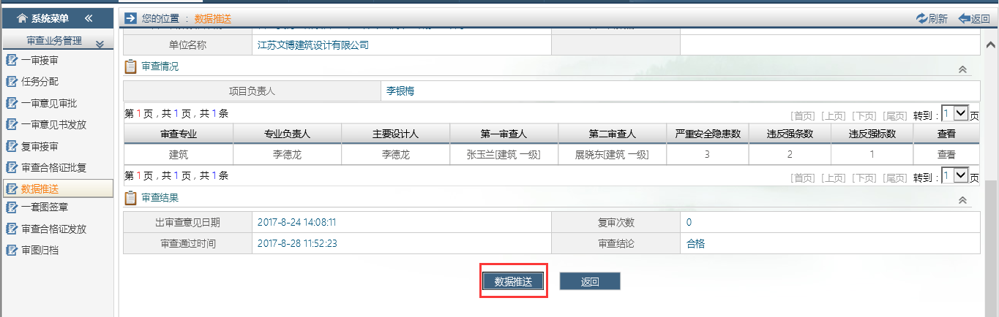 系统菜单 «
您的位置 : 数据推送
刷新 返回
审查业务管理
一审接审
任务分配
一审意见审批
一审意见书发放
复审接审
审查合格证批复
数据推送
一套图签章
审查合格证发放
审图归档
单位名称 江苏文博建筑设计有限公司
审查情况
项目负责人 李银梅
第1页,共1页,共1条 [首页] [上页] [下页] [尾页] 转到:1页
审查专业 专业负责人 主要设计人 第一审查人 第二审查人 严重安全隐患数 违反强条数 违反强标数 查看
建筑 李德龙 李德龙 张玉兰[建筑 一级] 展晓东[建筑 一级] 3 2 1 查看
第1页,共1页,共1条 [首页] [上页] [下页] [尾页] 转到:1页
审查结果
出审查意见日期 2017-8-24 14:08:11 复审次数 0
审查通过时间 2017-8-28 11:52:23 审查结论 合格
数据推送 返回